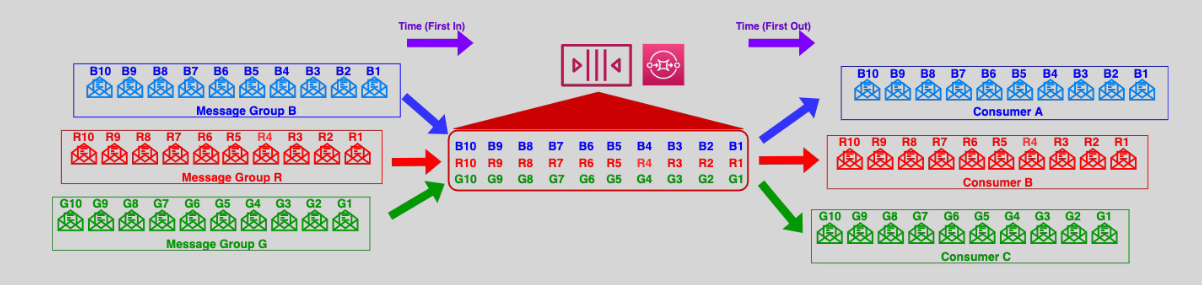 Time (First In)
Time (First Out)
B10 B9 B8 B7 B6 B5 B4 B3 B2 B1
Message Group B
R10 R9 R8 R7 R6 R5 R4 R3 R2 R1
Message Group R
G10 G9 G8 G7 G6 G5 G4 G3 G2 G1
Message Group G
B10 B9 B8 B7 B6 B5 B4 B3 B2 B1
R10 R9 R8 R7 R6 R5 R4 R3 R2 R1
G10 G9 G8 G7 G6 G5 G4 G3 G2 G1
B10 B9 B8 B7 B6 B5 B4 B3 B2 B1
Consumer A
R10 R9 R8 R7 R6 R5 R4 R3 R2 R1
Consumer B
G10 G9 G8 G7 G6 G5 G4 G3 G2 G1
Consumer C